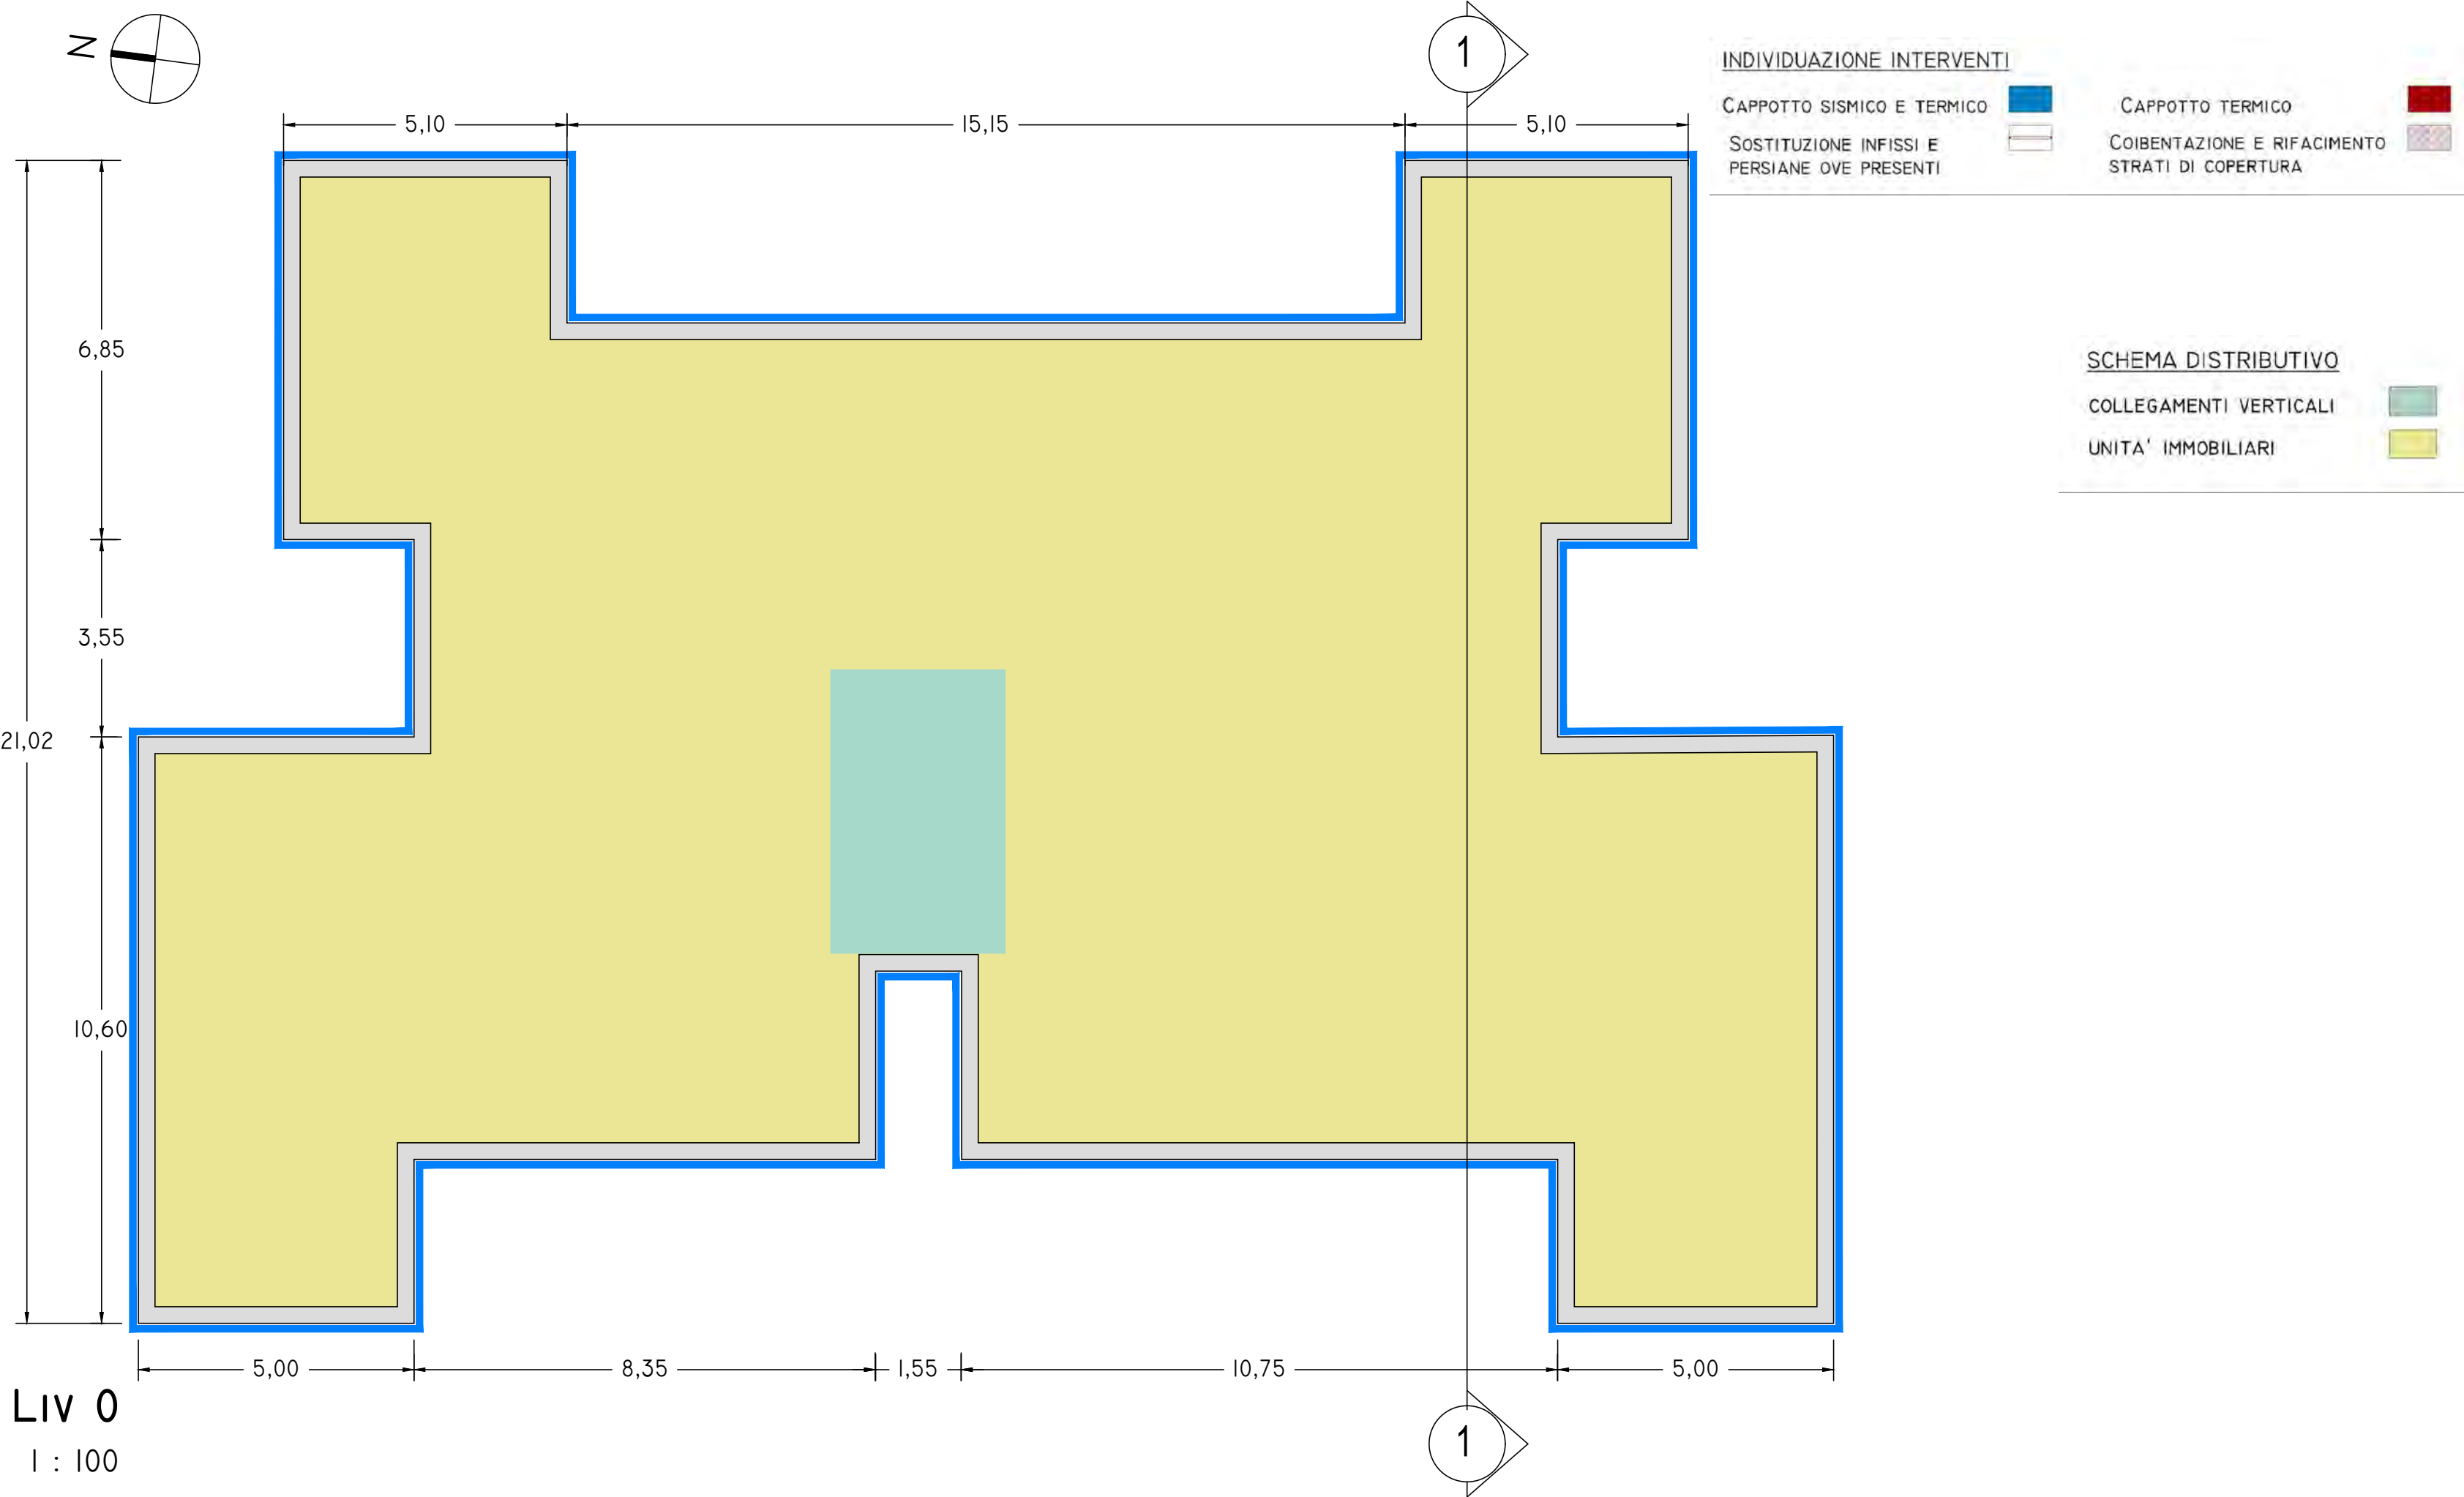 N
1
INDIVIDUAZIONE INTERVENTI
CAPPOTTO SISMICO E TERMICO
CAPPOTTO TERMICO
SOSTITUZIONE INFISSI E
PERSIANE OVE PRESENTI
COIBENTAZIONE E RIFACIMENTO
STRATI DI COPERTURA
5,10
15,15
5,10
6,85
SCHEMA DISTRIBUTIVO
COLLEGAMENTI VERTICALI
UNITA' IMMOBILIARI
3,55
21,02
10,60
5,00
8,35
1,55
10,75
5,00
LIV 0
1 : 100
1